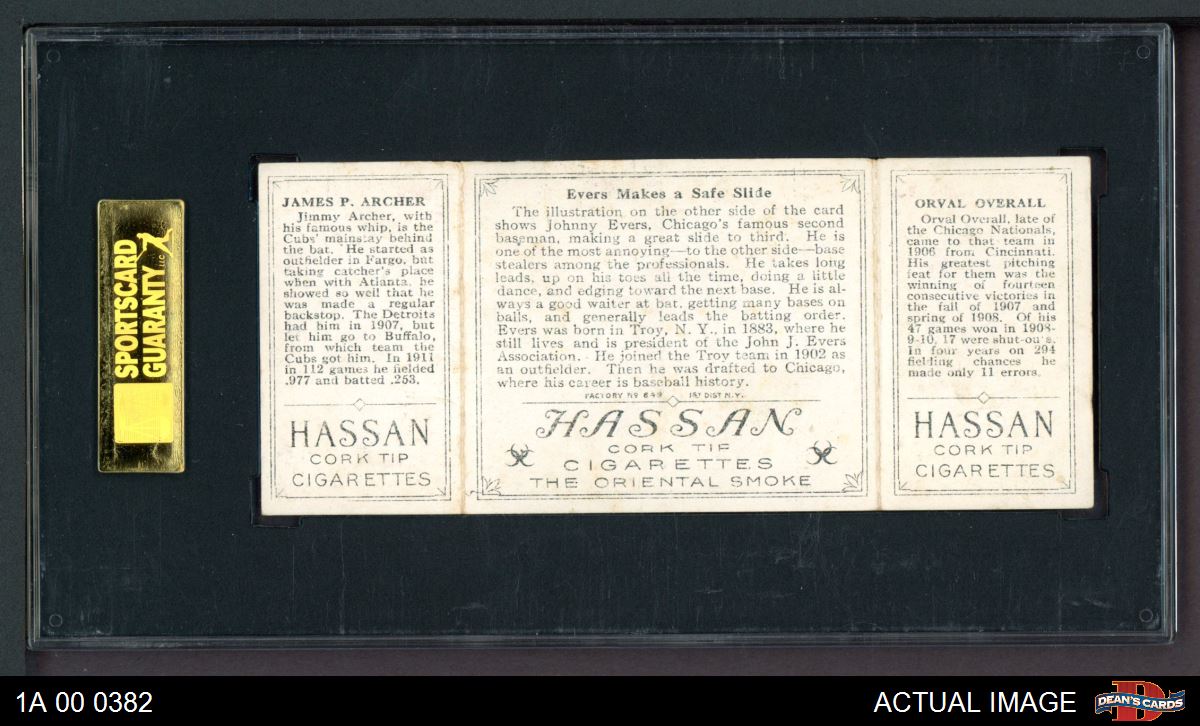 SPORTSCARD
GUARANTY LLC
JAMES P. ARCHER
Jimmy Archer, with
his famous whip, is the
Cubs' mainstay behind
the bat. He started as
outfielder in Fargo, but
taking catcher's place
when with Atlanta, he
showed so well that he
was made a regular
backstop. The Detroits
had him in 1907, but
let him go to Buffalo,
from which team the
Cubs got him. In 1911
in 112 games he fielded
.977 and batted .253.
HASSAN
CORK TIP
CIGARETTES
Evers Makes a Safe Slide
The illustration on the other side of the card
shows Johnny Evers, Chicago's famous second
baseman, making a great slide to third. He is
one of the most annoying—to the other side—base
stealers among the professionals. He takes long
leads, up on his toes all the time, doing a little
dance, and edging toward the next base. He is al-
ways a good waiter at bat, getting many bases on
balls, and generally leads the batting order.
Evers was born in Troy, N. Y., in 1883, where he
still lives and is president of the John J. Evers
Association. He joined the Troy team in 1902 as
an outfielder. Then he was drafted to Chicago,
where his career is baseball history.
FACTORY No 649 1st DIST N.Y.
HASSAN
CORK TIP
CIGARETTES
THE ORIENTAL SMOKE
ORVAL OVERALL
Orval Overall, late of
the Chicago Nationals,
came to that team in
1906 from Cincinnati.
His greatest pitching
feat for them was the
winning of fourteen
consecutive victories in
the fall of 1907 and
spring of 1908. Of his
47 games won in 1908-
9-10, 17 were shut-outs.
In four years on 294
fielding chances he
made only 11 errors.
HASSAN
CORK TIP
CIGARETTES
1A 00 0382
ACTUAL IMAGE
DEAN'S CARDS